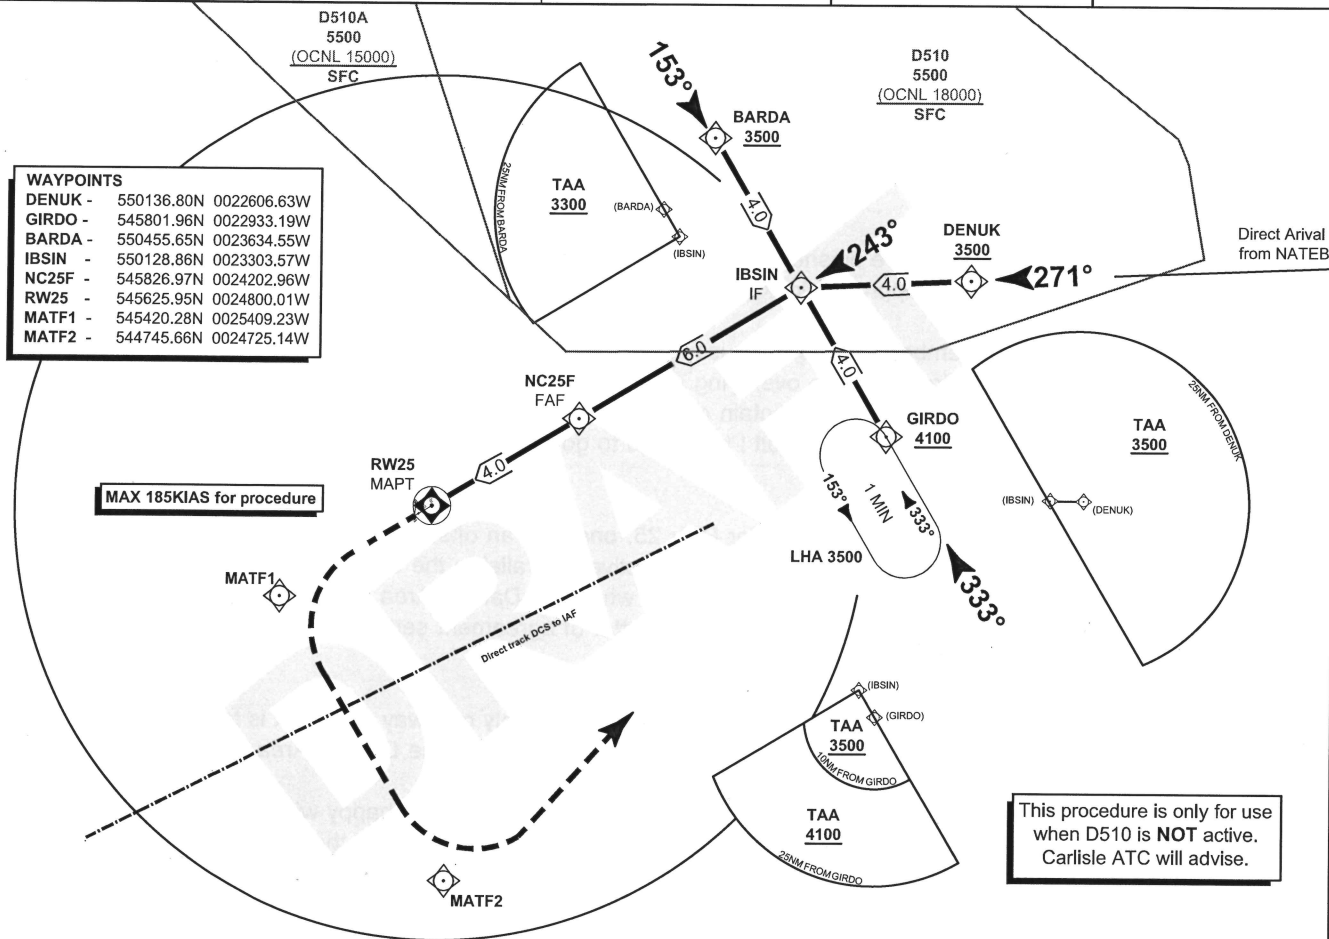 D510A
5500
(OCNL 15000)
SFC
D510
5500
(OCNL 18000)
SFC
153°
BARDA
3500
WAYPOINTS
DENUK - 550136.80N 0022606.63W
GIRDO - 545801.96N 0022933.19W
BARDA - 550455.65N 0023634.55W
IBSIN - 550128.86N 0023303.57W
NC25F - 545826.97N 0024202.96W
RW25 - 545625.95N 0024800.01W
MATF1 - 545420.28N 0025409.23W
MATF2 - 544745.66N 0024725.14W
TAA
3300
25NM FROM BARDA
(BARDA)
(IBSIN)
4.0
243°
DENUK
3500
Direct Arival
from NATEB
IBSIN
IF
4.0
271°
6.0
4.0
NC25F
FAF
GIRDO
4100
TAA
3500
25NM FROM DENUK
(IBSIN)
(DENUK)
RW25
MAPT
4.0
MAX 185KIAS for procedure
153°
1 MIN
333°
LHA 3500
333°
MATF1
Direct track DCS to IAF
(IBSIN)
(GIRDO)
TAA
3500
10NM FROM GIRDO
TAA
4100
25NM FROM GIRDO
This procedure is only for use
when D510 is NOT active.
Carlisle ATC will advise.
MATF2
DRAFT